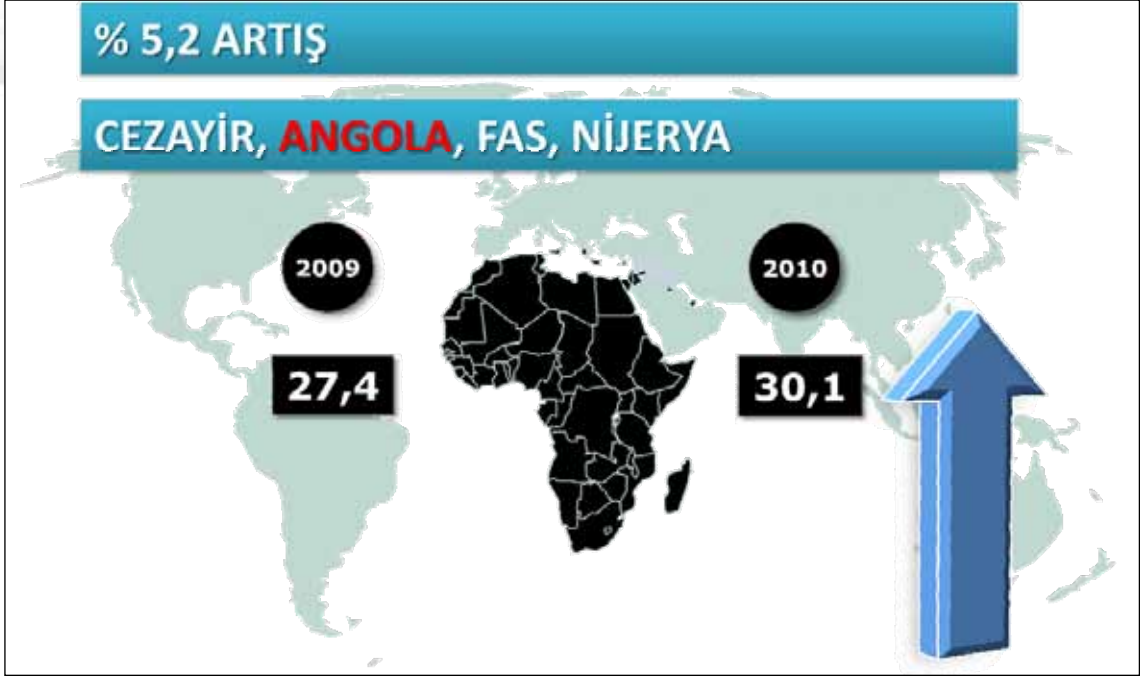 % 5,2 ARTIŞ
CEZAYİR, ANGOLA, FAS, NİJERYA
2009
2010
27,4
30,1